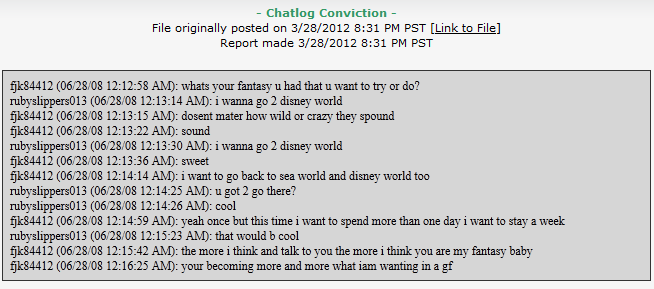 - Chatlog Conviction -
File originally posted on 3/28/2012 8:31 PM PST [Link to File]
Report made 3/28/2012 8:31 PM PST
fjk84412 (06/28/08 12:12:58 AM): whats your fantasy u had that u want to try or do?
rubyslippers013 (06/28/08 12:13:14 AM): i wanna go 2 disney world
fjk84412 (06/28/08 12:13:15 AM): dosent mater how wild or crazy they spound
fjk84412 (06/28/08 12:13:22 AM): sound
rubyslippers013 (06/28/08 12:13:30 AM): i wanna go 2 disney world
fjk84412 (06/28/08 12:13:36 AM): sweet
fjk84412 (06/28/08 12:14:14 AM): i want to go back to sea world and disney world too
rubyslippers013 (06/28/08 12:14:25 AM): u got 2 go there?
rubyslippers013 (06/28/08 12:14:26 AM): cool
fjk84412 (06/28/08 12:14:59 AM): yeah once but this time i want to spend more than one day i want to stay a week
rubyslippers013 (06/28/08 12:15:23 AM): that would b cool
fjk84412 (06/28/08 12:15:42 AM): the more i think and talk to you the more i think you are my fantasy baby
fjk84412 (06/28/08 12:16:25 AM): your becoming more and more what iam wanting in a gf